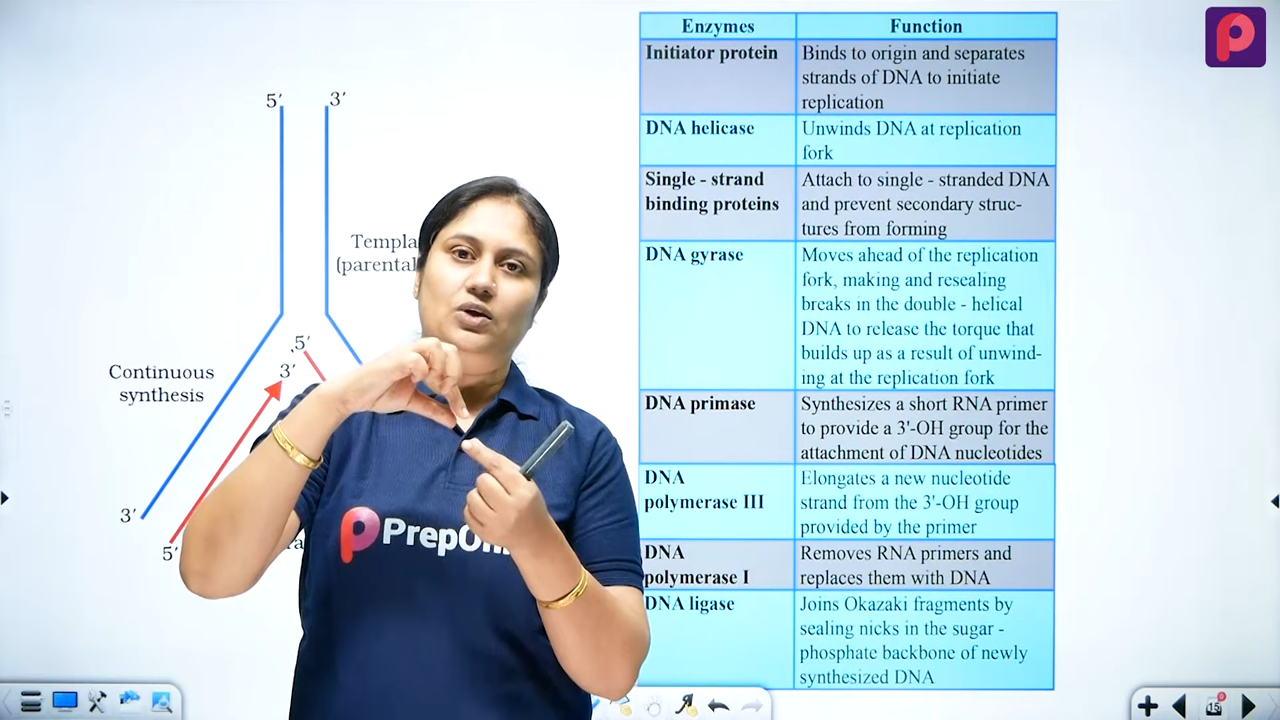 5′
3′
Templa
(parental
5′
3′
Continuous
synthesis
3′
5′
PrepOn
Enzymes
Function
Initiator protein
Binds to origin and separates
strands of DNA to initiate
replication
DNA helicase
Unwinds DNA at replication
fork
Single - strand
binding proteins
Attach to single - stranded DNA
and prevent secondary struc-
tures from forming
DNA gyrase
Moves ahead of the replication
fork, making and resealing
breaks in the double - helical
DNA to release the torque that
builds up as a result of unwind-
ing at the replication fork
DNA primase
Synthesizes a short RNA primer
to provide a 3'-OH group for the
attachment of DNA nucleotides
DNA
polymerase III
Elongates a new nucleotide
strand from the 3'-OH group
provided by the primer
DNA
polymerase I
Removes RNA primers and
replaces them with DNA
DNA ligase
Joins Okazaki fragments by
sealing nicks in the sugar -
phosphate backbone of newly
synthesized DNA
15